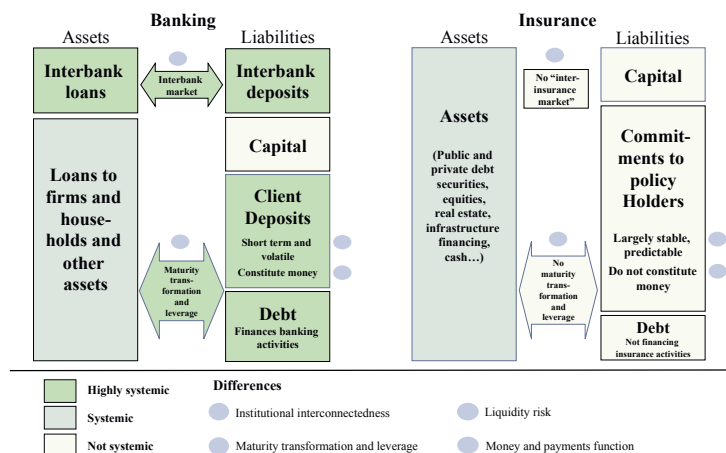 Banking
Assets
Liabilities
Interbank
loans
Interbank
market
Interbank
deposits
Capital
Loans to
firms and
house-
holds and
other
assets
Client
Deposits
Short term and
volatile
Constitute money
Maturity
trans-
formation
and
leverage
Debt
Finances banking
activities
Insurance
Assets
Liabilities
Assets
(Public and
private debt
securities,
equities,
real estate,
infrastructure
financing,
cash…)
No “inter-
insurance
market”
Capital
Commit-
ments to
policy
Holders
Largely stable,
predictable
Do not constitute
money
No
maturity
trans-
formation
and
leverage
Debt
Not financing
insurance activities
Highly systemic
Systemic
Not systemic
Differences
Institutional interconnectedness
Liquidity risk
Maturity transformation and leverage
Money and payments function